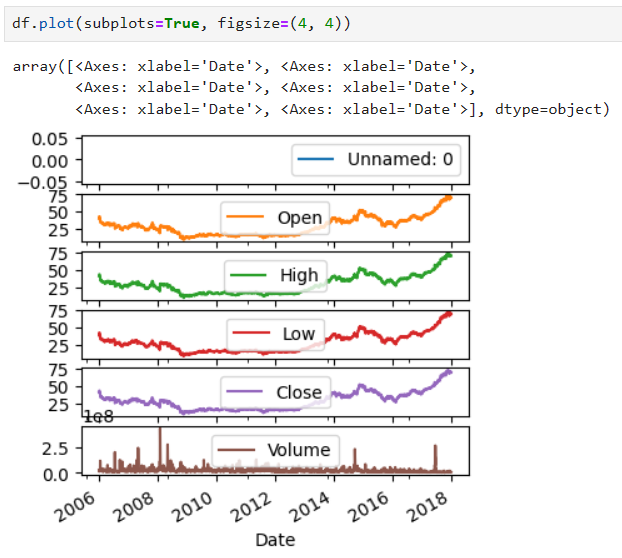 df.plot(subplots=True, figsize=(4, 4))
array([<Axes: xlabel='Date'>, <Axes: xlabel='Date'>,
<Axes: xlabel='Date'>, <Axes: xlabel='Date'>,
<Axes: xlabel='Date'>, <Axes: xlabel='Date'>], dtype=object)
0.05
0.00
−0.05
Unnamed: 0
75
50
25
Open
75
50
25
High
75
50
25
Low
75
50
25
Close
1e8
2.5
0.0
Volume
2006 2008 2010 2012 2014 2016 2018
Date